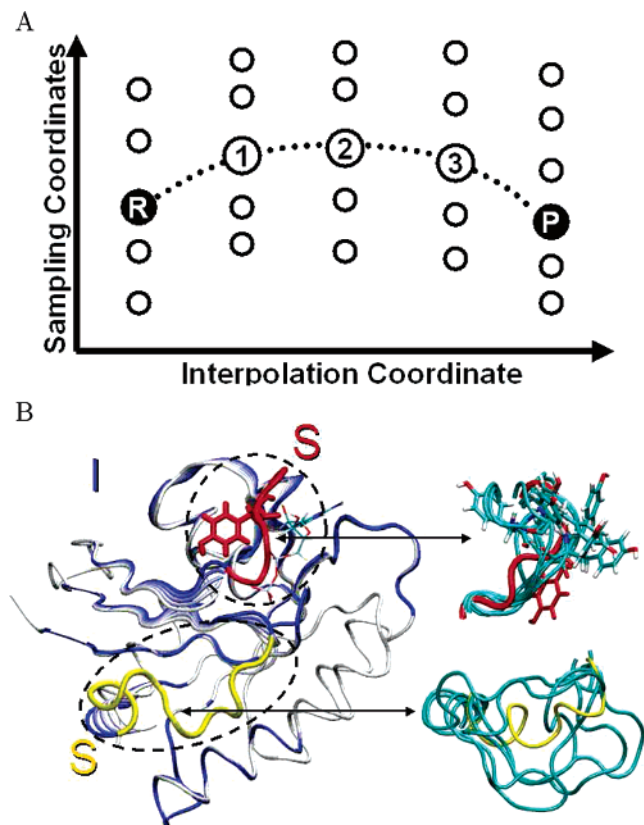 A
Sampling Coordinates
1
2
3
R
P
Interpolation Coordinate
B
S
I
S